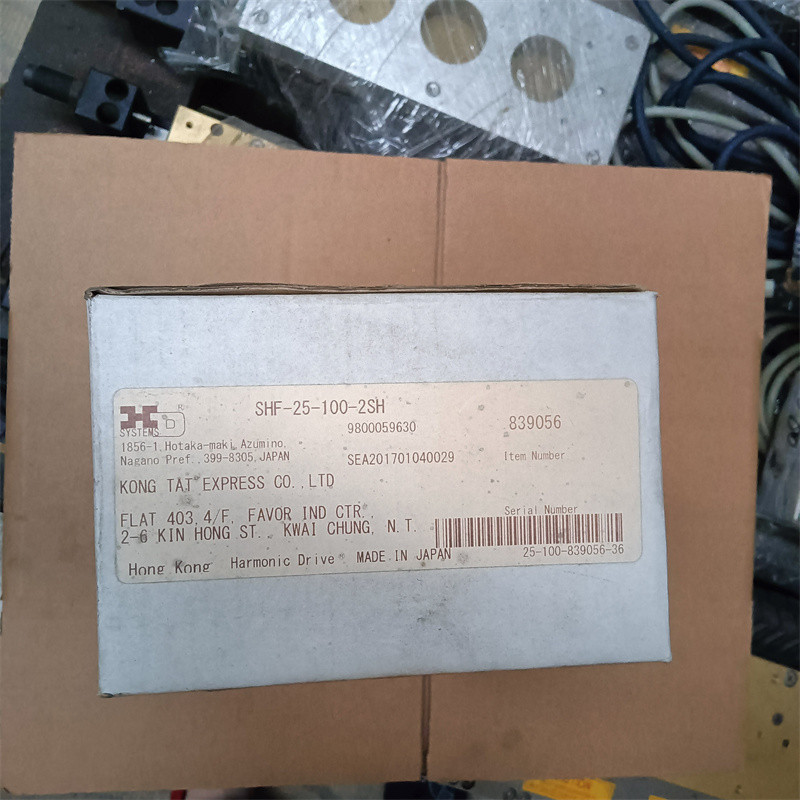 SHF-25-100-2SH
SYSTEMS
®
9800059630
839056
1856-1,Hotaka-maki Azumino,
Nagano Pref.,399-8305,JAPAN
SEA201701040029
Item Number
KONG TAT EXPRESS CO.,LTD
FLAT 403,4/F, FAVOR IND CTR.,
2-6 KIN HONG ST., KWAI CHUNG, N.T.
Serial Number
25-100-839056-36
Hong Kong Harmonic Drive® MADE IN JAPAN